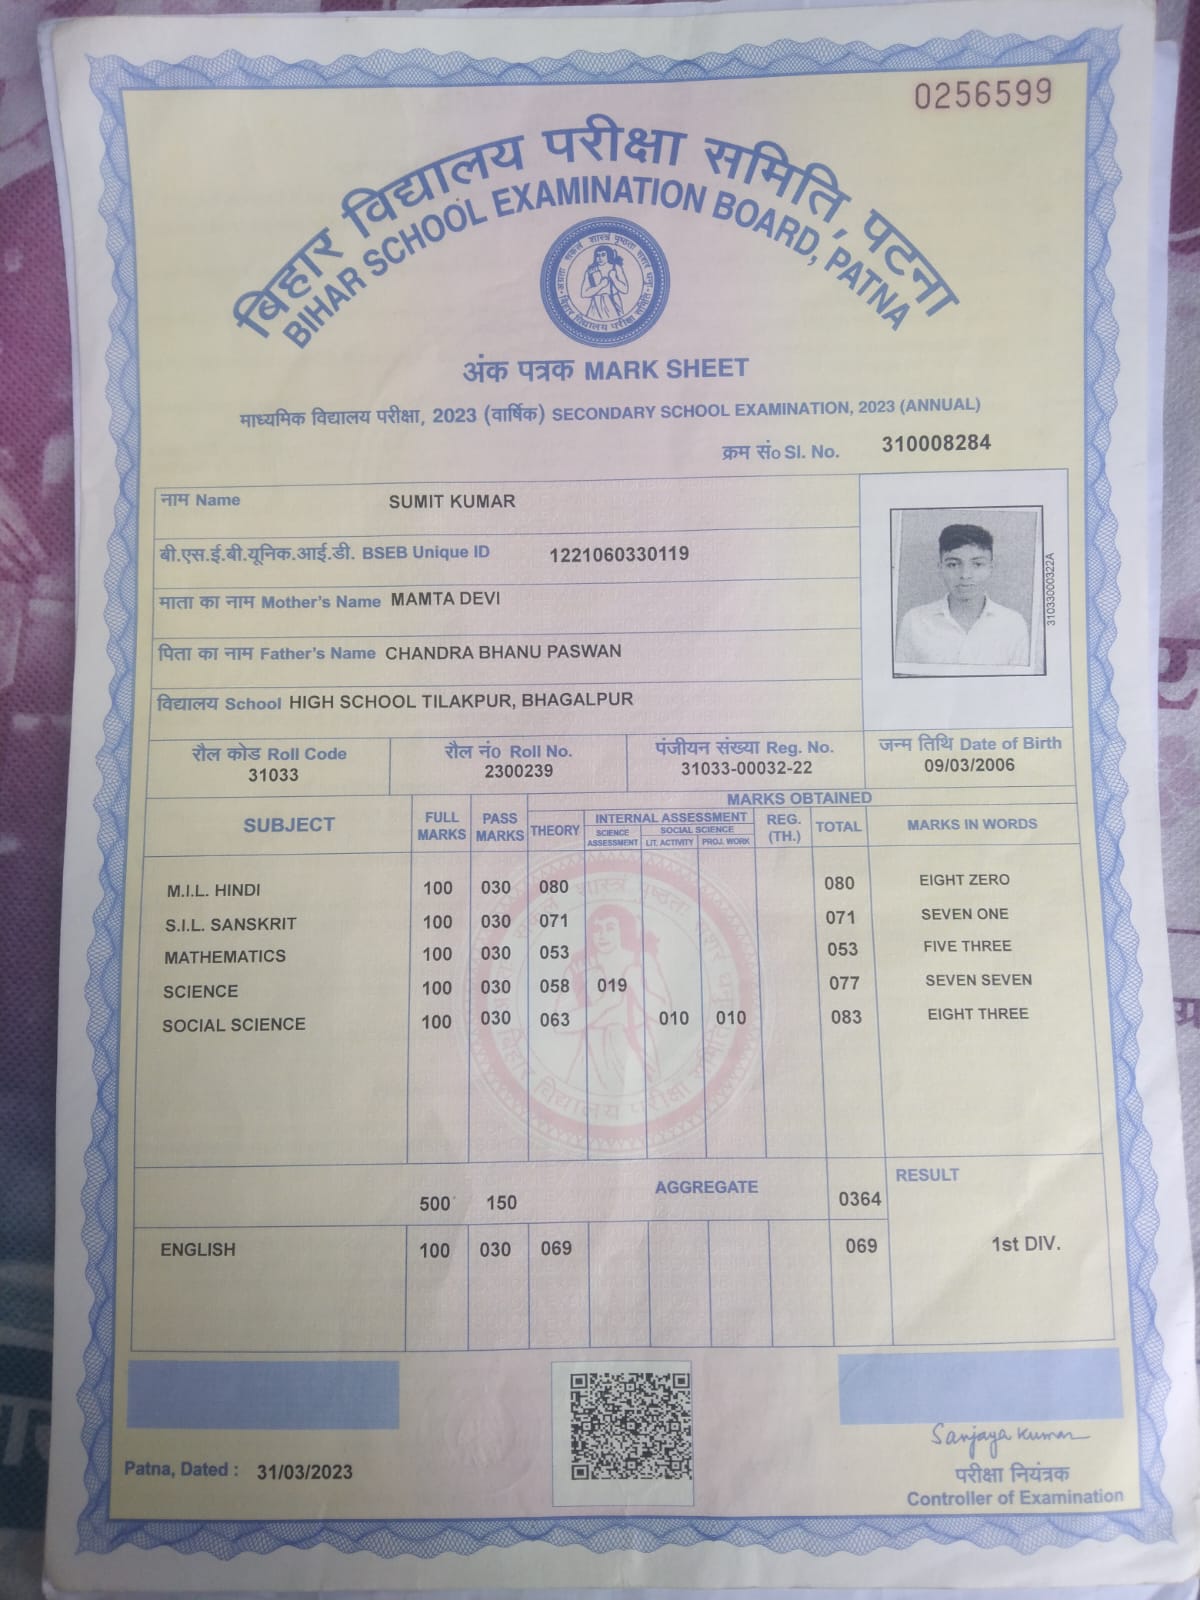 0256599
बिहार विद्यालय परीक्षा समिति, पटना
BIHAR SCHOOL EXAMINATION BOARD, PATNA
अंक पत्रक MARK SHEET
माध्यमिक विद्यालय परीक्षा, 2023 (वार्षिक) SECONDARY SCHOOL EXAMINATION, 2023 (ANNUAL)
क्रम सं० Sl. No. 310008284
नाम Name SUMIT KUMAR
बी.एस.ई.बी.यूनिक.आई.डी. BSEB Unique ID 1221060330119
माता का नाम Mother's Name MAMTA DEVI
पिता का नाम Father's Name CHANDRA BHANU PASWAN
विद्यालय School HIGH SCHOOL TILAKPUR, BHAGALPUR
31033000322A
रौल कोड Roll Code रौल नं0 Roll No. पंजीयन संख्या Reg. No. जन्म तिथि Date of Birth
31033 2300239 31033-00032-22 09/03/2006
SUBJECT FULL MARKS PASS MARKS MARKS OBTAINED
THEORY INTERNAL ASSESSMENT REG. (TH.) TOTAL MARKS IN WORDS
SCIENCE ASSESSMENT SOCIAL SCIENCE
LIT. ACTIVITY PROJ. WORK
M.I.L. HINDI 100 030 080 080 EIGHT ZERO
S.I.L. SANSKRIT 100 030 071 071 SEVEN ONE
MATHEMATICS 100 030 053 053 FIVE THREE
SCIENCE 100 030 058 019 077 SEVEN SEVEN
SOCIAL SCIENCE 100 030 063 010 010 083 EIGHT THREE
500 150 AGGREGATE 0364 RESULT
ENGLISH 100 030 069 069 1st DIV.
Sanjaya Kumar
Patna, Dated : 31/03/2023
परीक्षा नियंत्रक
Controller of Examination